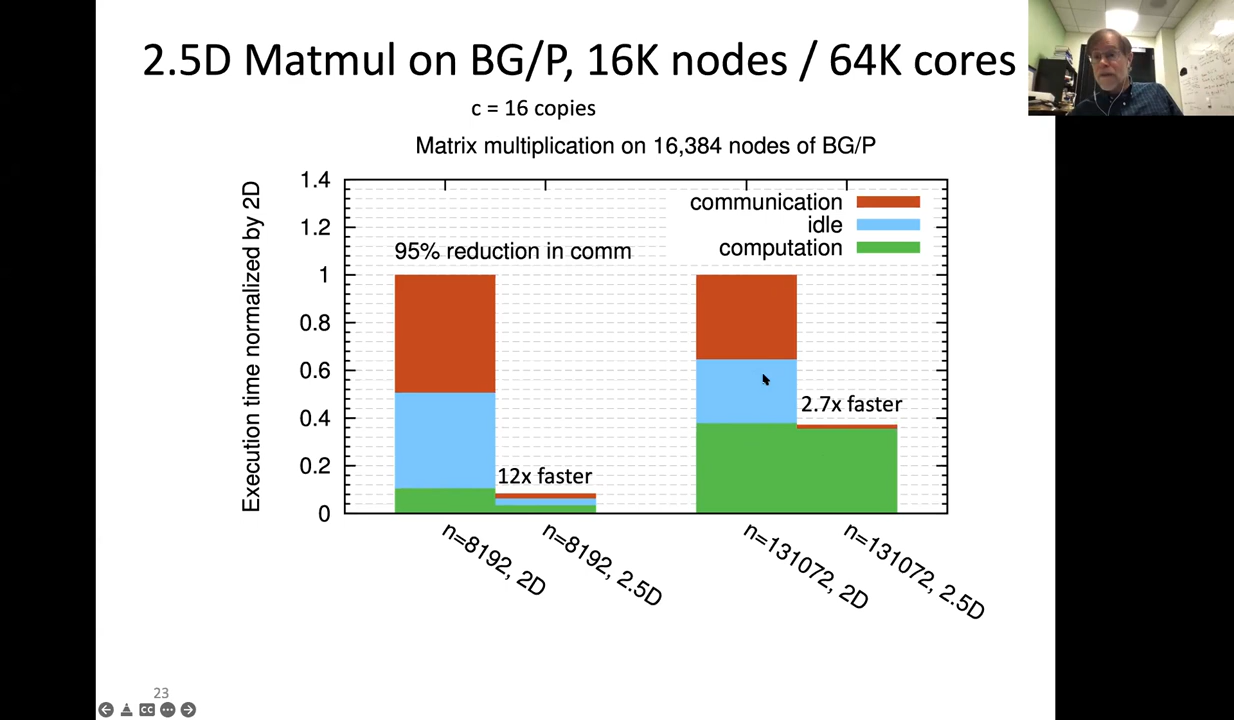 2.5D Matmul on BG/P, 16K nodes / 64K cores
c = 16 copies
Matrix multiplication on 16,384 nodes of BG/P
Execution time normalized by 2D
1.4
1.2
1
0.8
0.6
0.4
0.2
0
communication
idle
computation
95% reduction in comm
12x faster
2.7x faster
n=8192, 2D
n=8192, 2.5D
n=131072, 2D
n=131072, 2.5D
23
CC